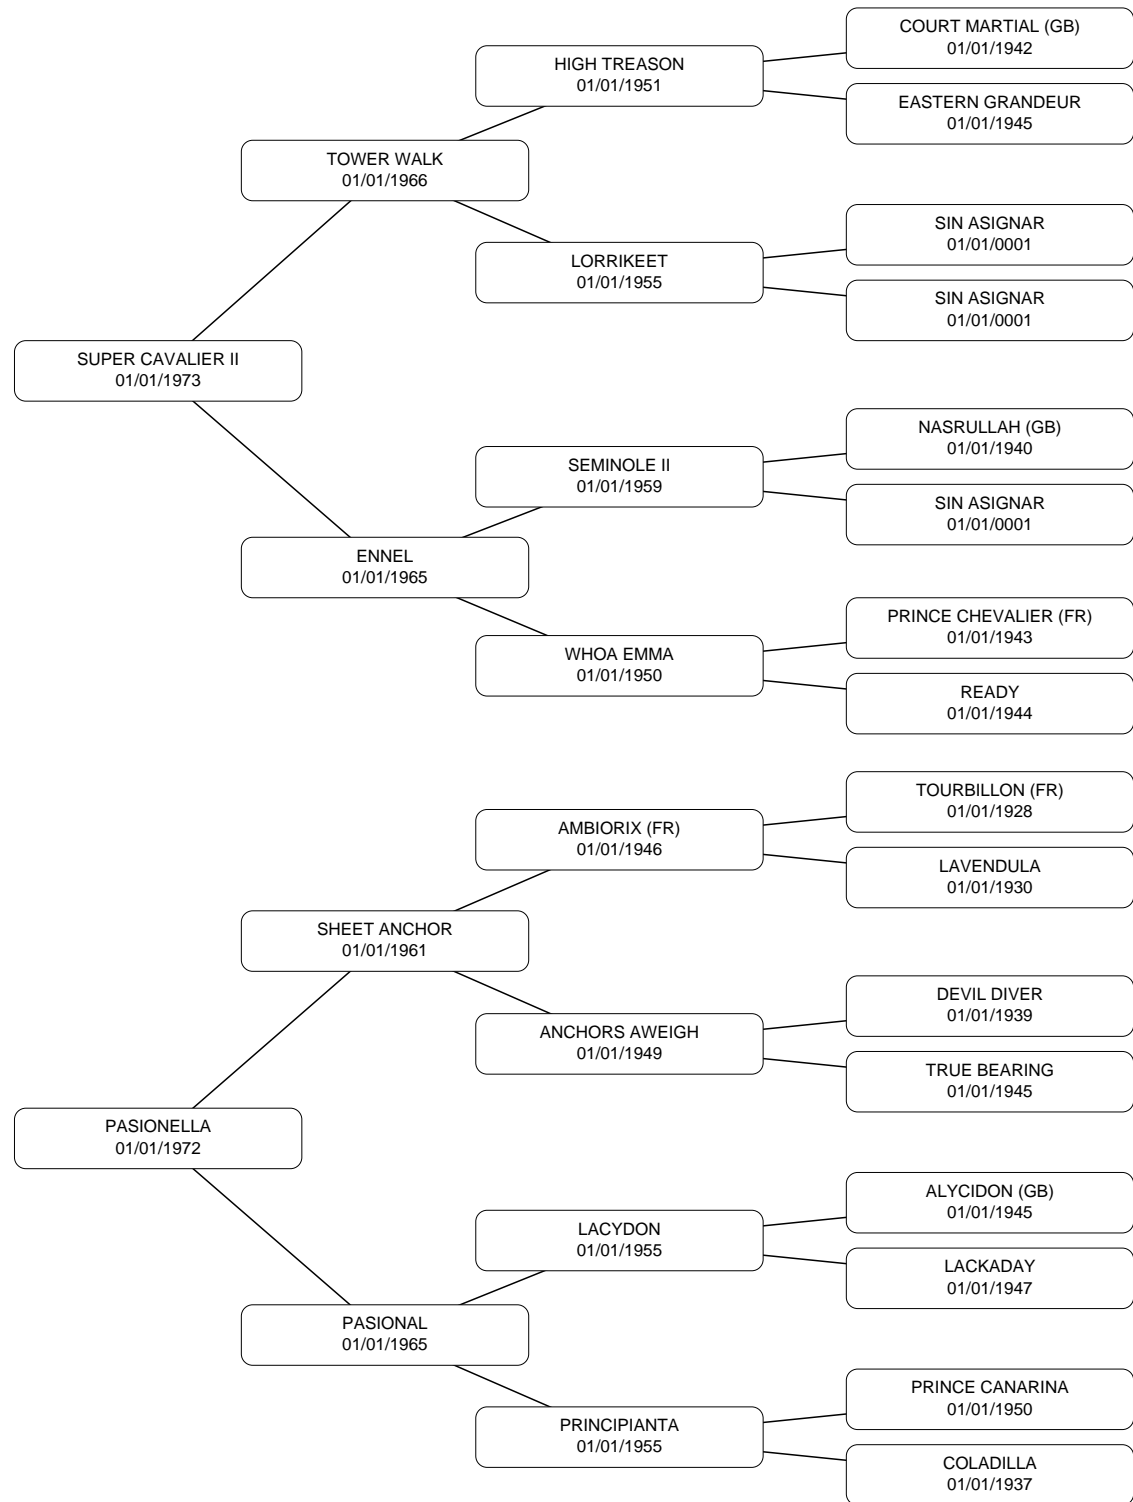 COURT MARTIAL (GB)
01/01/1942
HIGH TREASON
01/01/1951
EASTERN GRANDEUR
01/01/1945
TOWER WALK
01/01/1966
SIN ASIGNAR
01/01/0001
LORRIKEET
01/01/1955
SIN ASIGNAR
01/01/0001
SUPER CAVALIER II
01/01/1973
NASRULLAH (GB)
01/01/1940
SEMINOLE II
01/01/1959
SIN ASIGNAR
01/01/0001
ENNEL
01/01/1965
PRINCE CHEVALIER (FR)
01/01/1943
WHOA EMMA
01/01/1950
READY
01/01/1944
TOURBILLON (FR)
01/01/1928
AMBIORIX (FR)
01/01/1946
LAVENDULA
01/01/1930
SHEET ANCHOR
01/01/1961
DEVIL DIVER
01/01/1939
ANCHORS AWEIGH
01/01/1949
TRUE BEARING
01/01/1945
PASIONELLA
01/01/1972
ALYCIDON (GB)
01/01/1945
LACYDON
01/01/1955
LACKADAY
01/01/1947
PASIONAL
01/01/1965
PRINCE CANARINA
01/01/1950
PRINCIPIANTA
01/01/1955
COLADILLA
01/01/1937